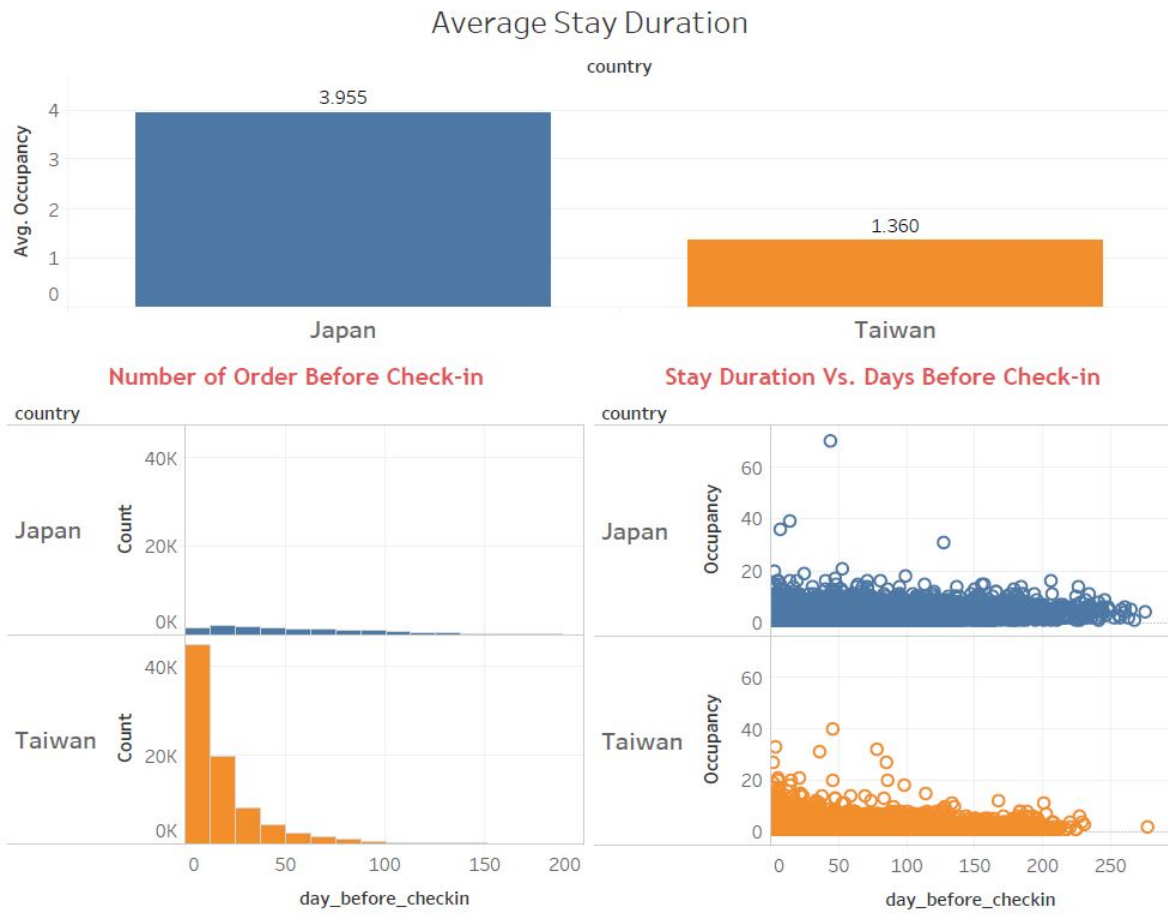 Average Stay Duration
country
Avg. Occupancy
4
3
2
1
0
3.955
1.360
Japan
Taiwan
Number of Order Before Check-in
country
Japan
Count
40K
20K
0K
Taiwan
Count
40K
20K
0K
0 50 100 150 200
day_before_checkin
Stay Duration Vs. Days Before Check-in
country
Japan
Occupancy
60
40
20
0
Taiwan
Occupancy
60
40
20
0
0 50 100 150 200 250
day_before_checkin